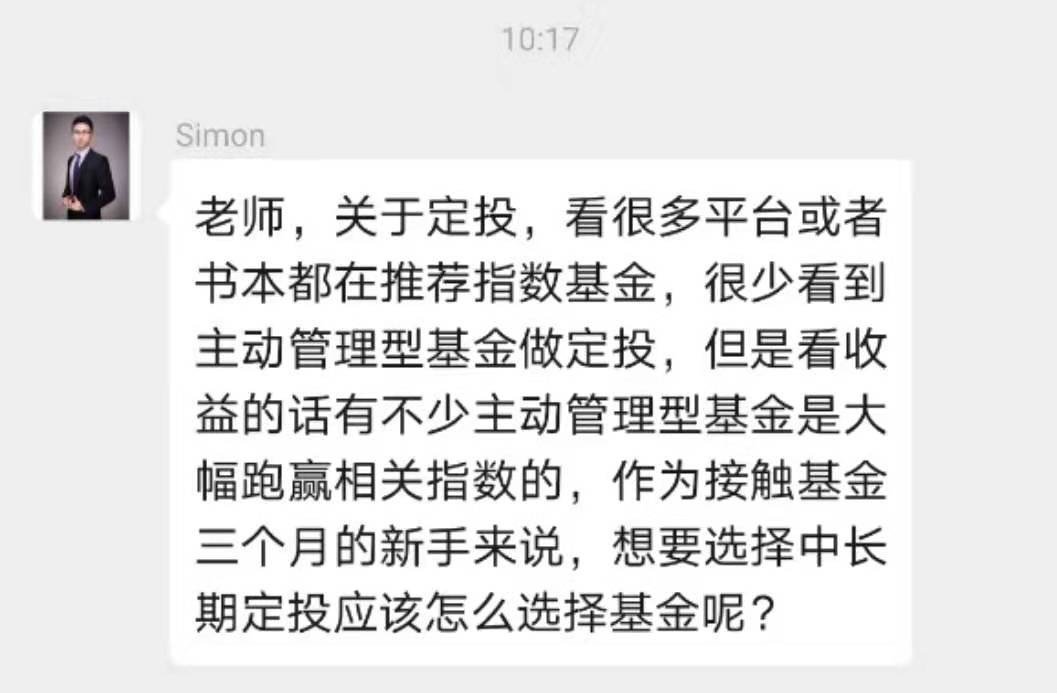 10:17
Simon
老师，关于定投，看很多平台或者
书本都在推荐指数基金，很少看到
主动管理型基金做定投，但是看收
益的话有不少主动管理型基金是大
幅跑赢相关指数的，作为接触基金
三个月的新手来说，想要选择中长
期定投应该怎么选择基金呢？